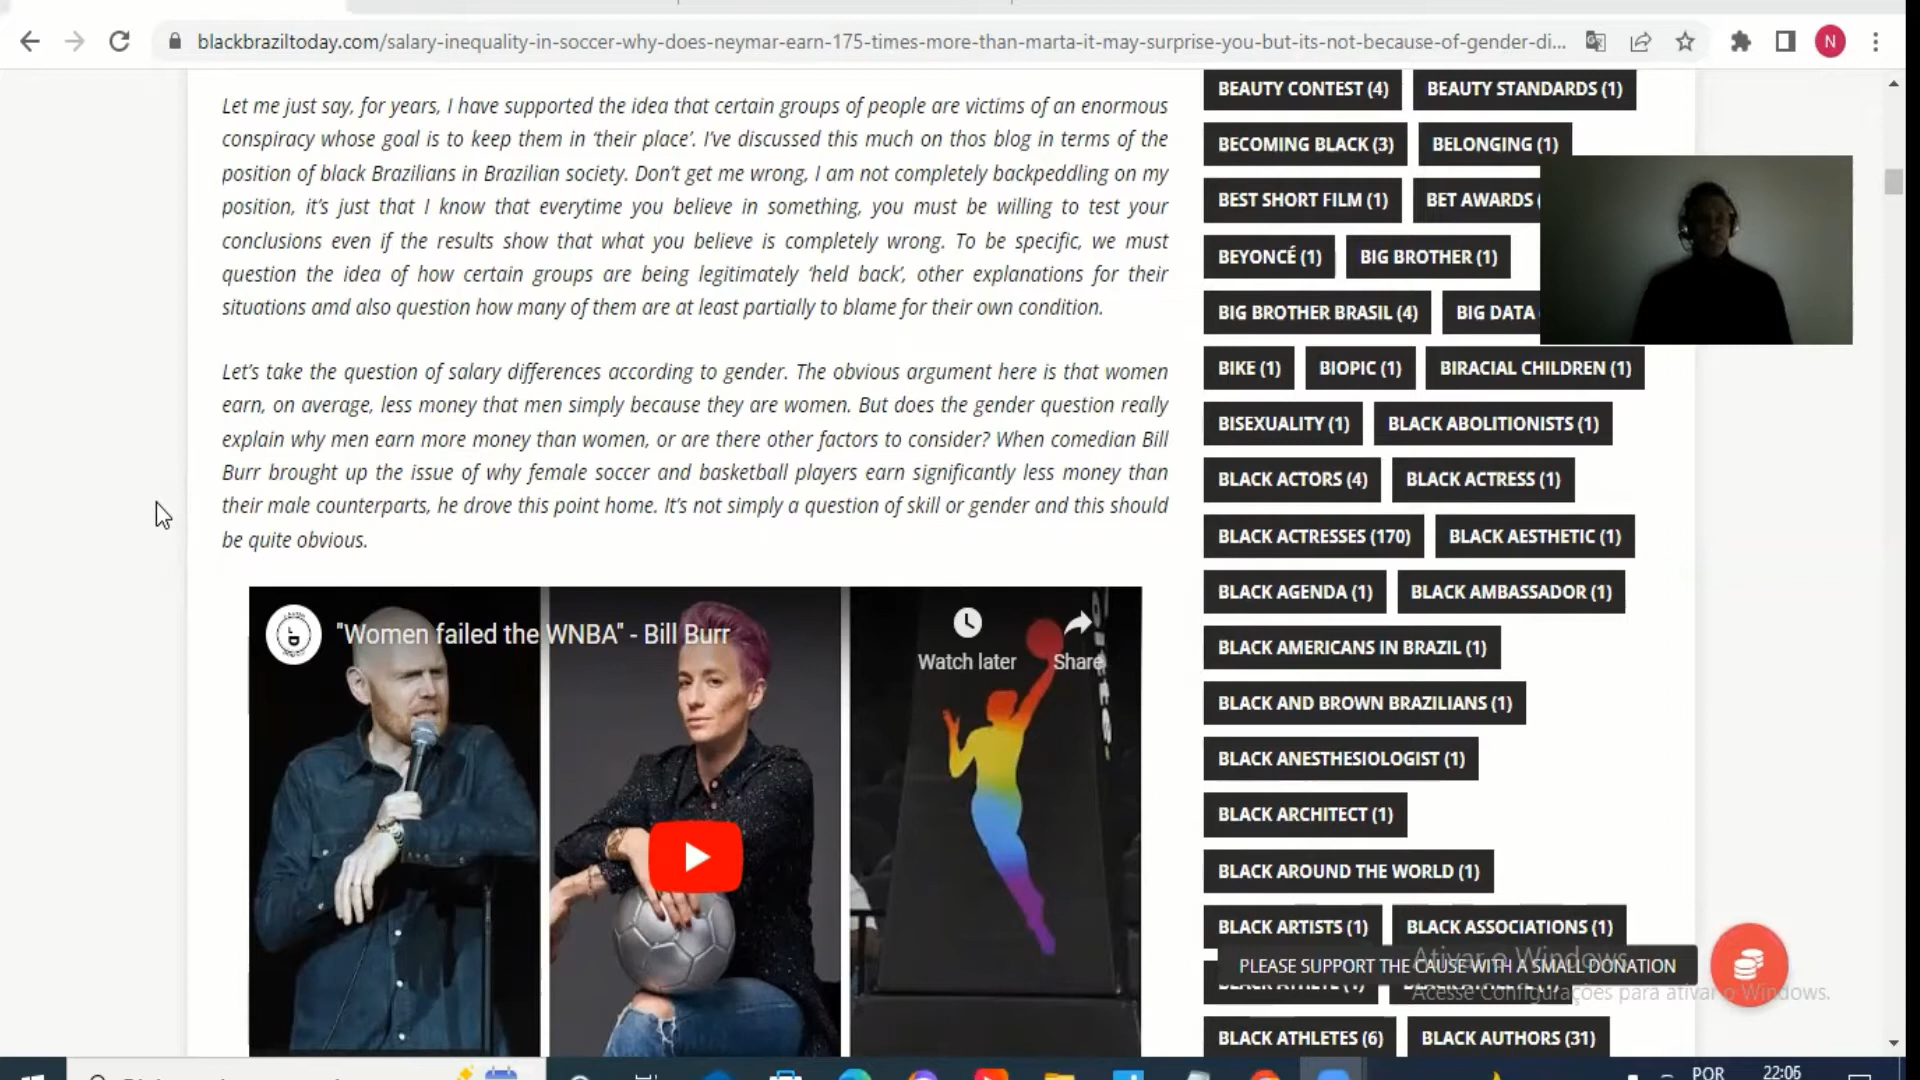 blackbraziltoday.com/salary-inequality-in-soccer-why-does-neymar-earn-175-times-more-than-marta-it-may-surprise-you-but-its-not-because-of-gender-di...
N
Let me just say, for years, I have supported the idea that certain groups of people are victims of an enormous
conspiracy whose goal is to keep them in ‘their place’. I’ve discussed this much on thos blog in terms of the
position of black Brazilians in Brazilian society. Don’t get me wrong, I am not completely backpeddling on my
position, it’s just that I know that everytime you believe in something, you must be willing to test your
conclusions even if the results show that what you believe is completely wrong. To be specific, we must
question the idea of how certain groups are being legitimately ‘held back’, other explanations for their
situations amd also question how many of them are at least partially to blame for their own condition.
Let’s take the question of salary differences according to gender. The obvious argument here is that women
earn, on average, less money that men simply because they are women. But does the gender question really
explain why men earn more money than women, or are there other factors to consider? When comedian Bill
Burr brought up the issue of why female soccer and basketball players earn significantly less money than
their male counterparts, he drove this point home. It’s not simply a question of skill or gender and this should
be quite obvious.
"Women failed the WNBA" - Bill Burr
Watch later
Share
BEAUTY CONTEST (4) BEAUTY STANDARDS (1)
BECOMING BLACK (3) BELONGING (1)
BEST SHORT FILM (1) BET AWARDS
BEYONCÉ (1) BIG BROTHER (1)
BIG BROTHER BRASIL (4) BIG DATA
BIKE (1) BIOPIC (1) BIRACIAL CHILDREN (1)
BISEXUALITY (1) BLACK ABOLITIONISTS (1)
BLACK ACTORS (4) BLACK ACTRESS (1)
BLACK ACTRESSES (170) BLACK AESTHETIC (1)
BLACK AGENDA (1) BLACK AMBASSADOR (1)
BLACK AMERICANS IN BRAZIL (1)
BLACK AND BROWN BRAZILIANS (1)
BLACK ANESTHESIOLOGIST (1)
BLACK ARCHITECT (1)
BLACK AROUND THE WORLD (1)
BLACK ARTISTS (1) BLACK ASSOCIATIONS (1)
Ativar o Windows
PLEASE SUPPORT THE CAUSE WITH A SMALL DONATION
Acesse Configurações para ativar o Windows.
BLACK ATHLETES (6) BLACK AUTHORS (31)
POR
22:05